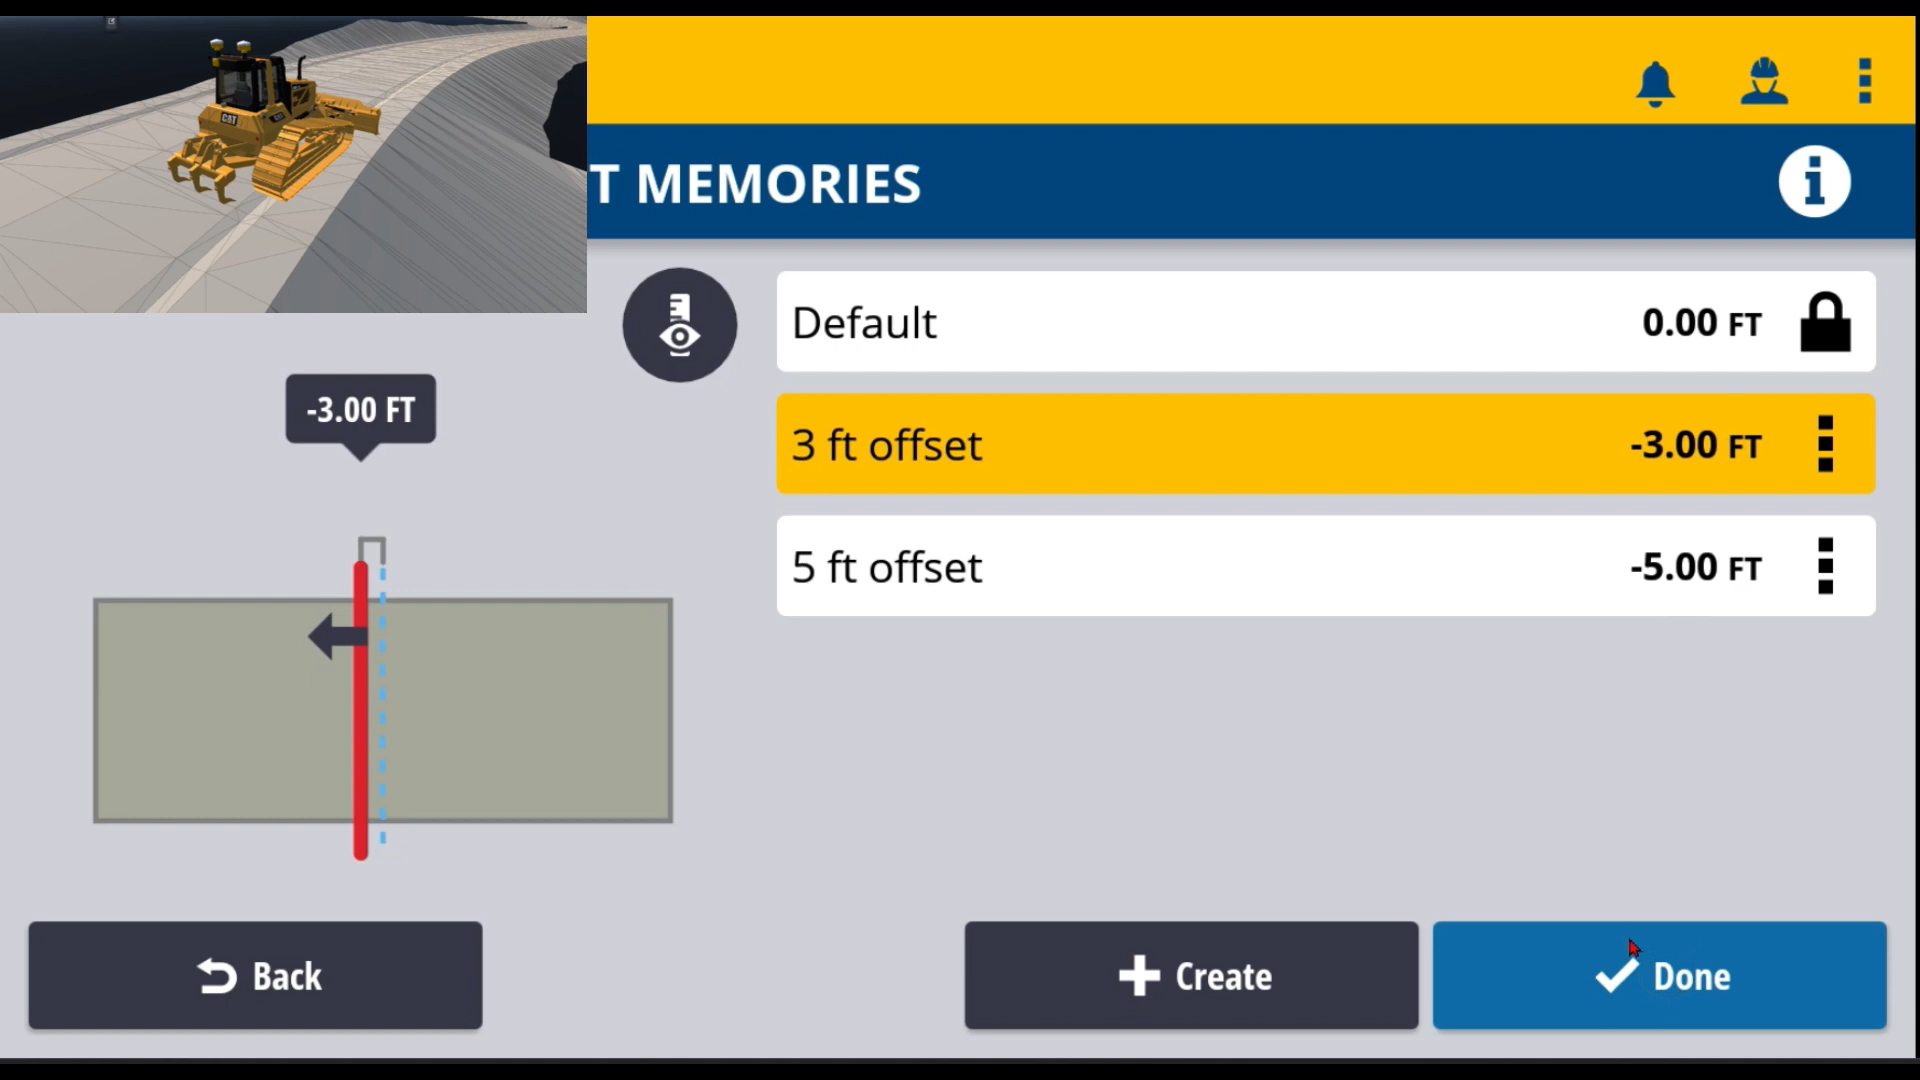 CAT
T MEMORIES
Default 0.00 FT
3 ft offset -3.00 FT
5 ft offset -5.00 FT
-3.00 FT
Back
Create
Done